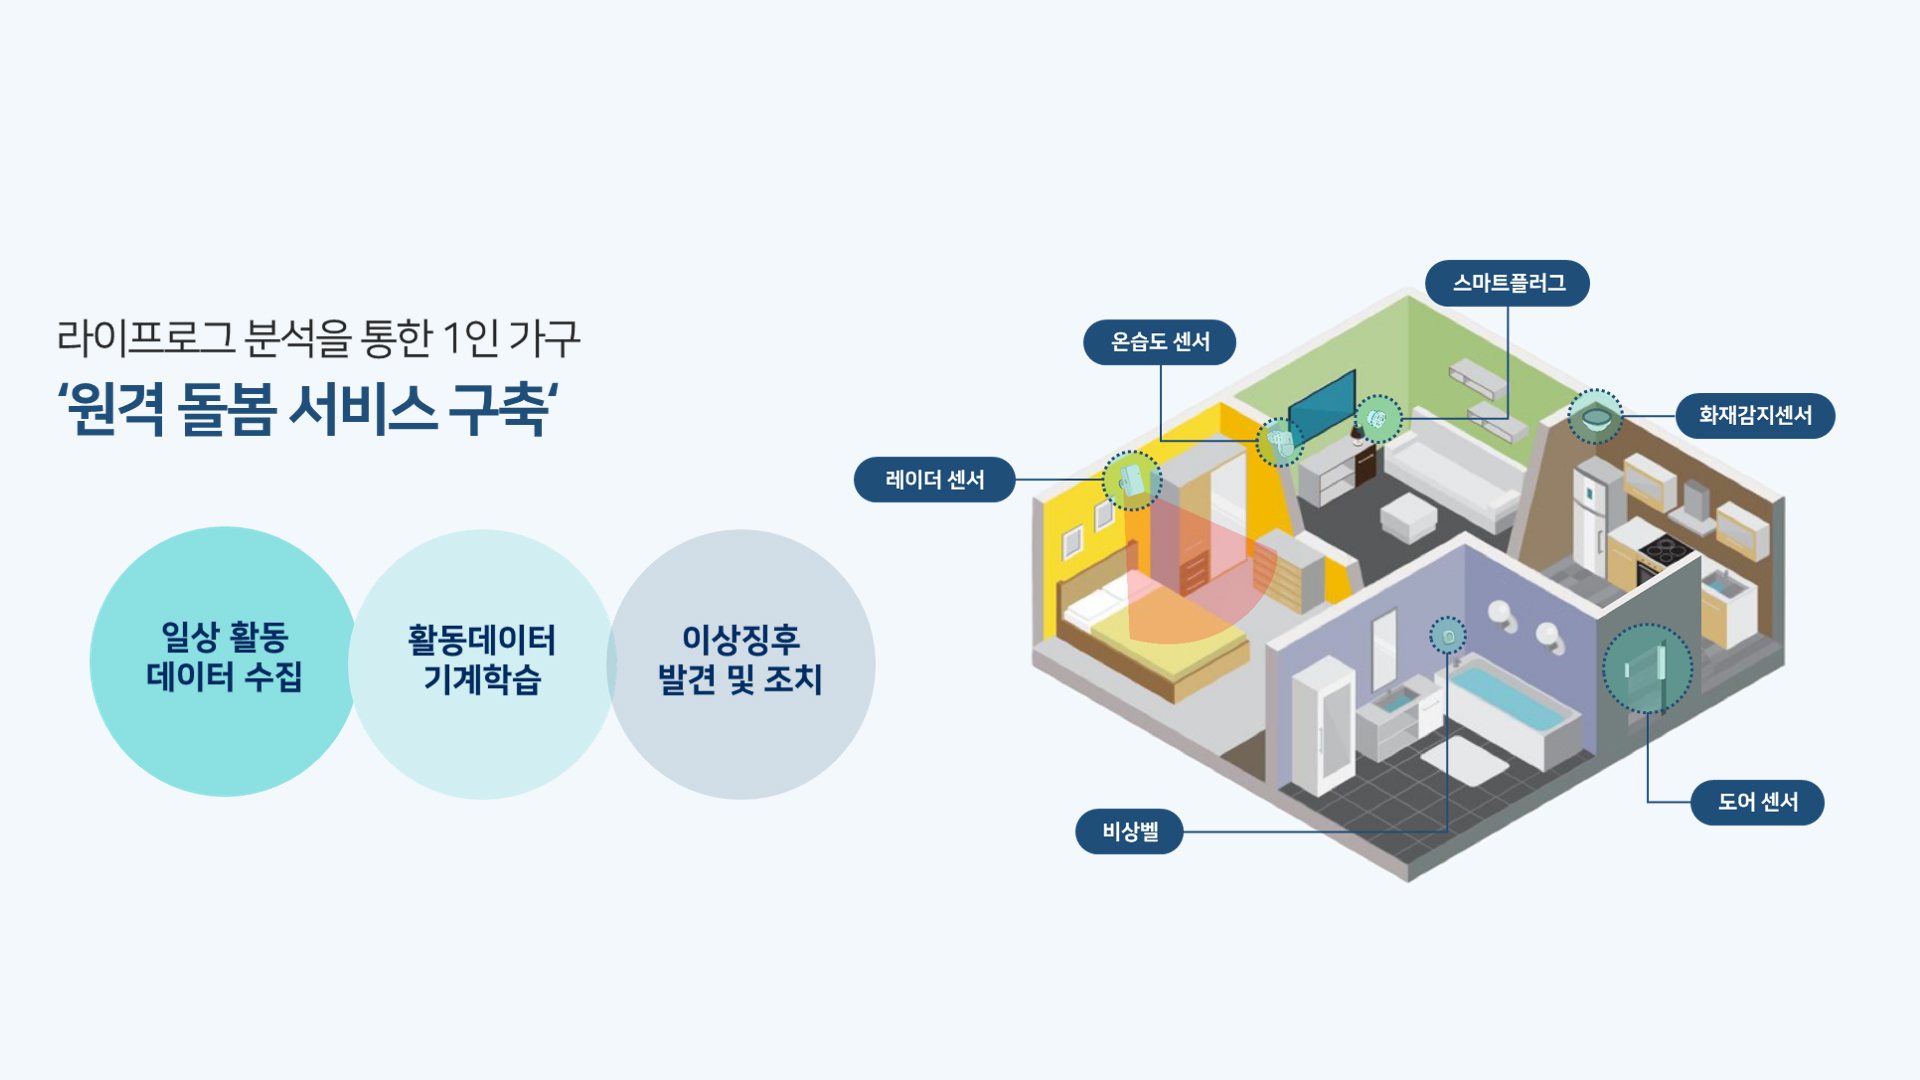 라이프로그 분석을 통한 1인 가구
‘원격 돌봄 서비스 구축‘
일상 활동
데이터 수집
활동데이터
기계학습
이상징후
발견 및 조치
스마트플러그
온습도 센서
화재감지센서
레이더 센서
도어 센서
비상벨